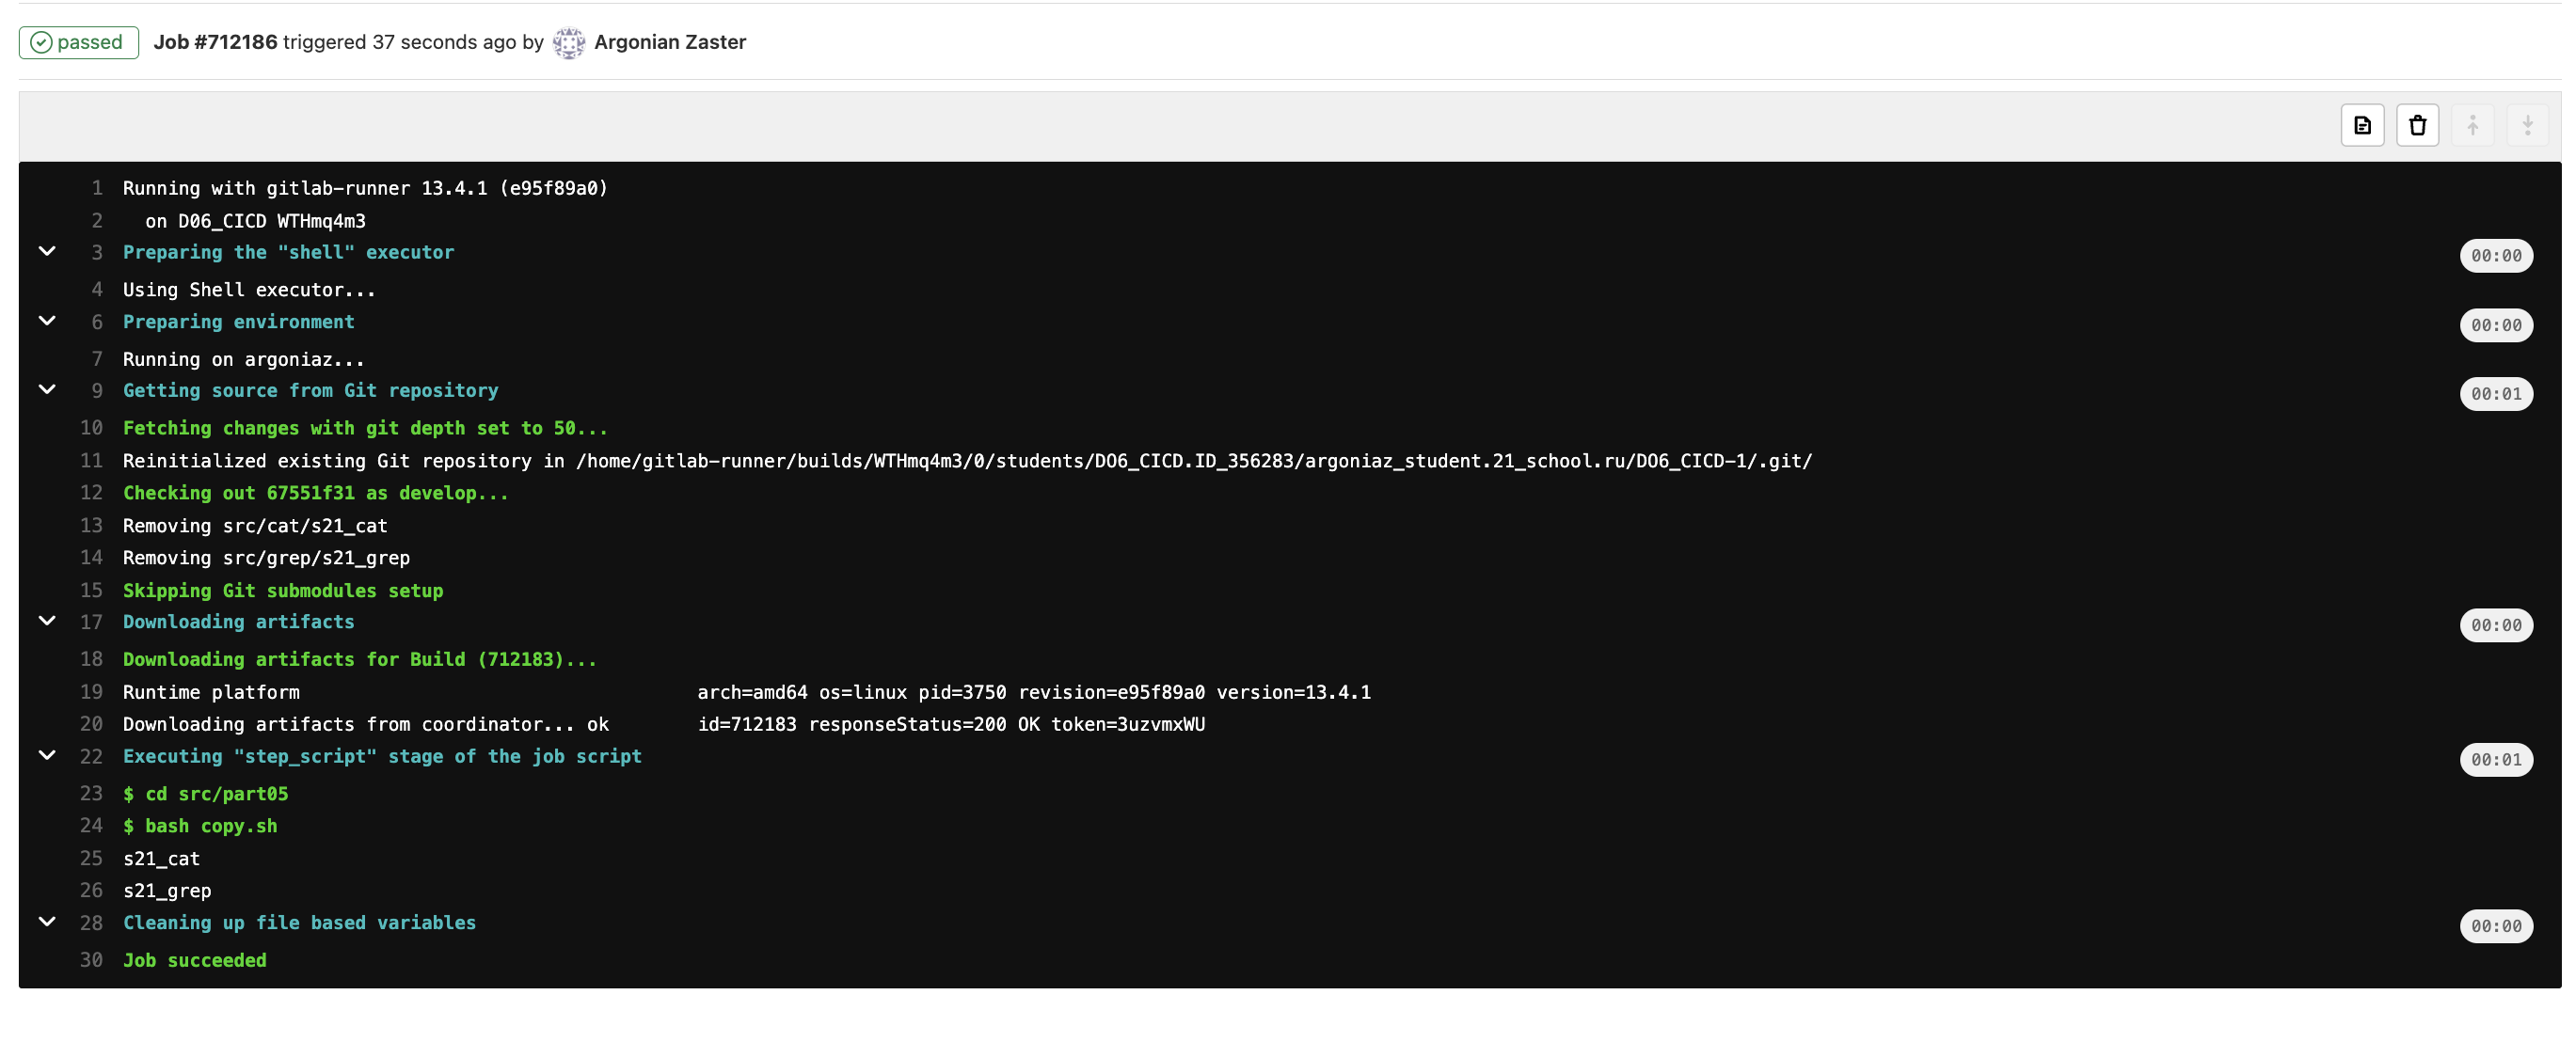 passed Job #712186 triggered 37 seconds ago by Argonian Zaster
1 Running with gitlab-runner 13.4.1 (e95f89a0)
2 on D06_CICD WTHmq4m3
3 Preparing the "shell" executor 00:00
4 Using Shell executor...
6 Preparing environment 00:00
7 Running on argoniaz...
9 Getting source from Git repository 00:01
10 Fetching changes with git depth set to 50...
11 Reinitialized existing Git repository in /home/gitlab-runner/builds/WTHmq4m3/0/students/DO6_CICD.ID_356283/argoniaz_student.21_school.ru/DO6_CICD-1/.git/
12 Checking out 67551f31 as develop...
13 Removing src/cat/s21_cat
14 Removing src/grep/s21_grep
15 Skipping Git submodules setup
17 Downloading artifacts 00:00
18 Downloading artifacts for Build (712183)...
19 Runtime platform arch=amd64 os=linux pid=3750 revision=e95f89a0 version=13.4.1
20 Downloading artifacts from coordinator... ok id=712183 responseStatus=200 OK token=3uzvmxWU
22 Executing "step_script" stage of the job script 00:01
23 $ cd src/part05
24 $ bash copy.sh
25 s21_cat
26 s21_grep
28 Cleaning up file based variables 00:00
30 Job succeeded